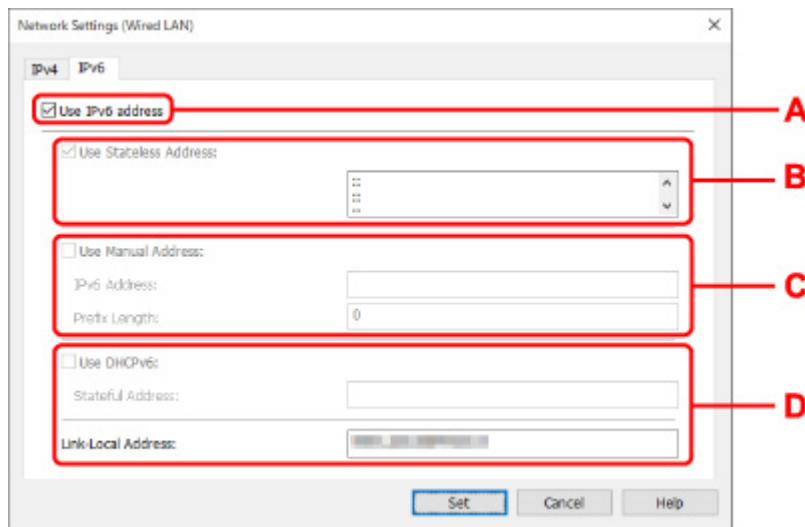 Network Settings (Wired LAN)
IPv4 IPv6
Use IPv6 address
A
Use Stateless Address:
::
::
::
B
Use Manual Address:
IPv6 Address:
C
Prefix Length: 0
Use DHCPv6:
Stateful Address:
D
Link-Local Address:
Set Cancel Help